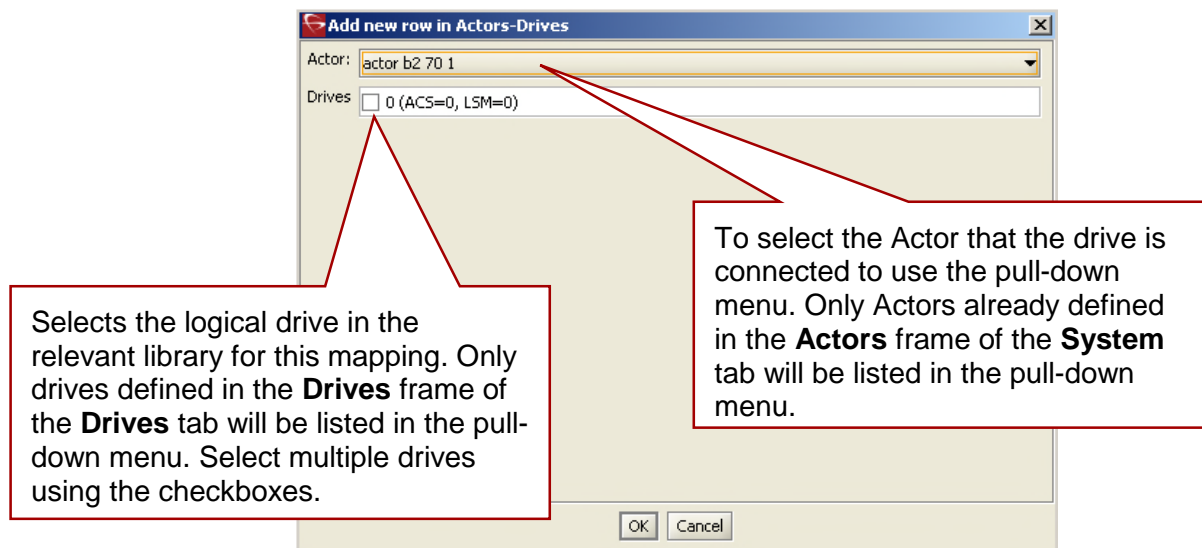 Add new row in Actors-Drives
Actor: actor b2 70 1
Drives 0 (ACS=0, LSM=0)
To select the Actor that the drive is
connected to use the pull-down
menu. Only Actors already defined
in the Actors frame of the System
tab will be listed in the pull-down
menu.
Selects the logical drive in the
relevant library for this mapping. Only
drives defined in the Drives frame of
the Drives tab will be listed in the pull-
down menu. Select multiple drives
using the checkboxes.
OK Cancel